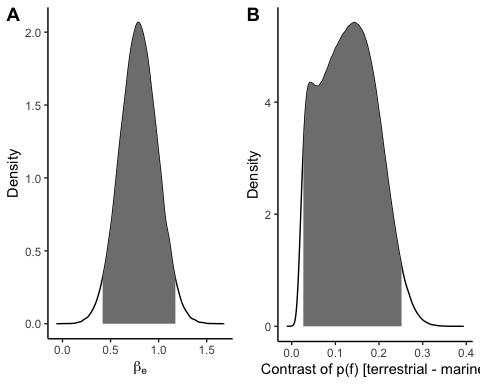 A
B
Density
2.0
1.5
1.0
0.5
0.0
0.0 0.5 1.0 1.5
βe
Density
4
2
0
0.0 0.1 0.2 0.3 0.4
Contrast of p(f) [terrestrial - marine